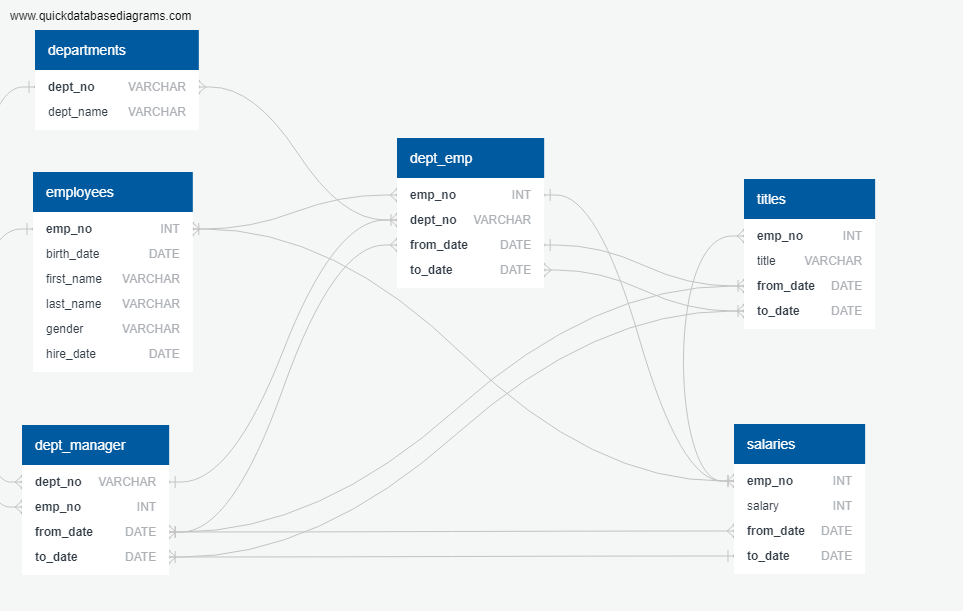 www.quickdatabasediagrams.com
departments
dept_no VARCHAR
dept_name VARCHAR
employees
emp_no INT
birth_date DATE
first_name VARCHAR
last_name VARCHAR
gender VARCHAR
hire_date DATE
dept_manager
dept_no VARCHAR
emp_no INT
from_date DATE
to_date DATE
dept_emp
emp_no INT
dept_no VARCHAR
from_date DATE
to_date DATE
titles
emp_no INT
title VARCHAR
from_date DATE
to_date DATE
salaries
emp_no INT
salary INT
from_date DATE
to_date DATE